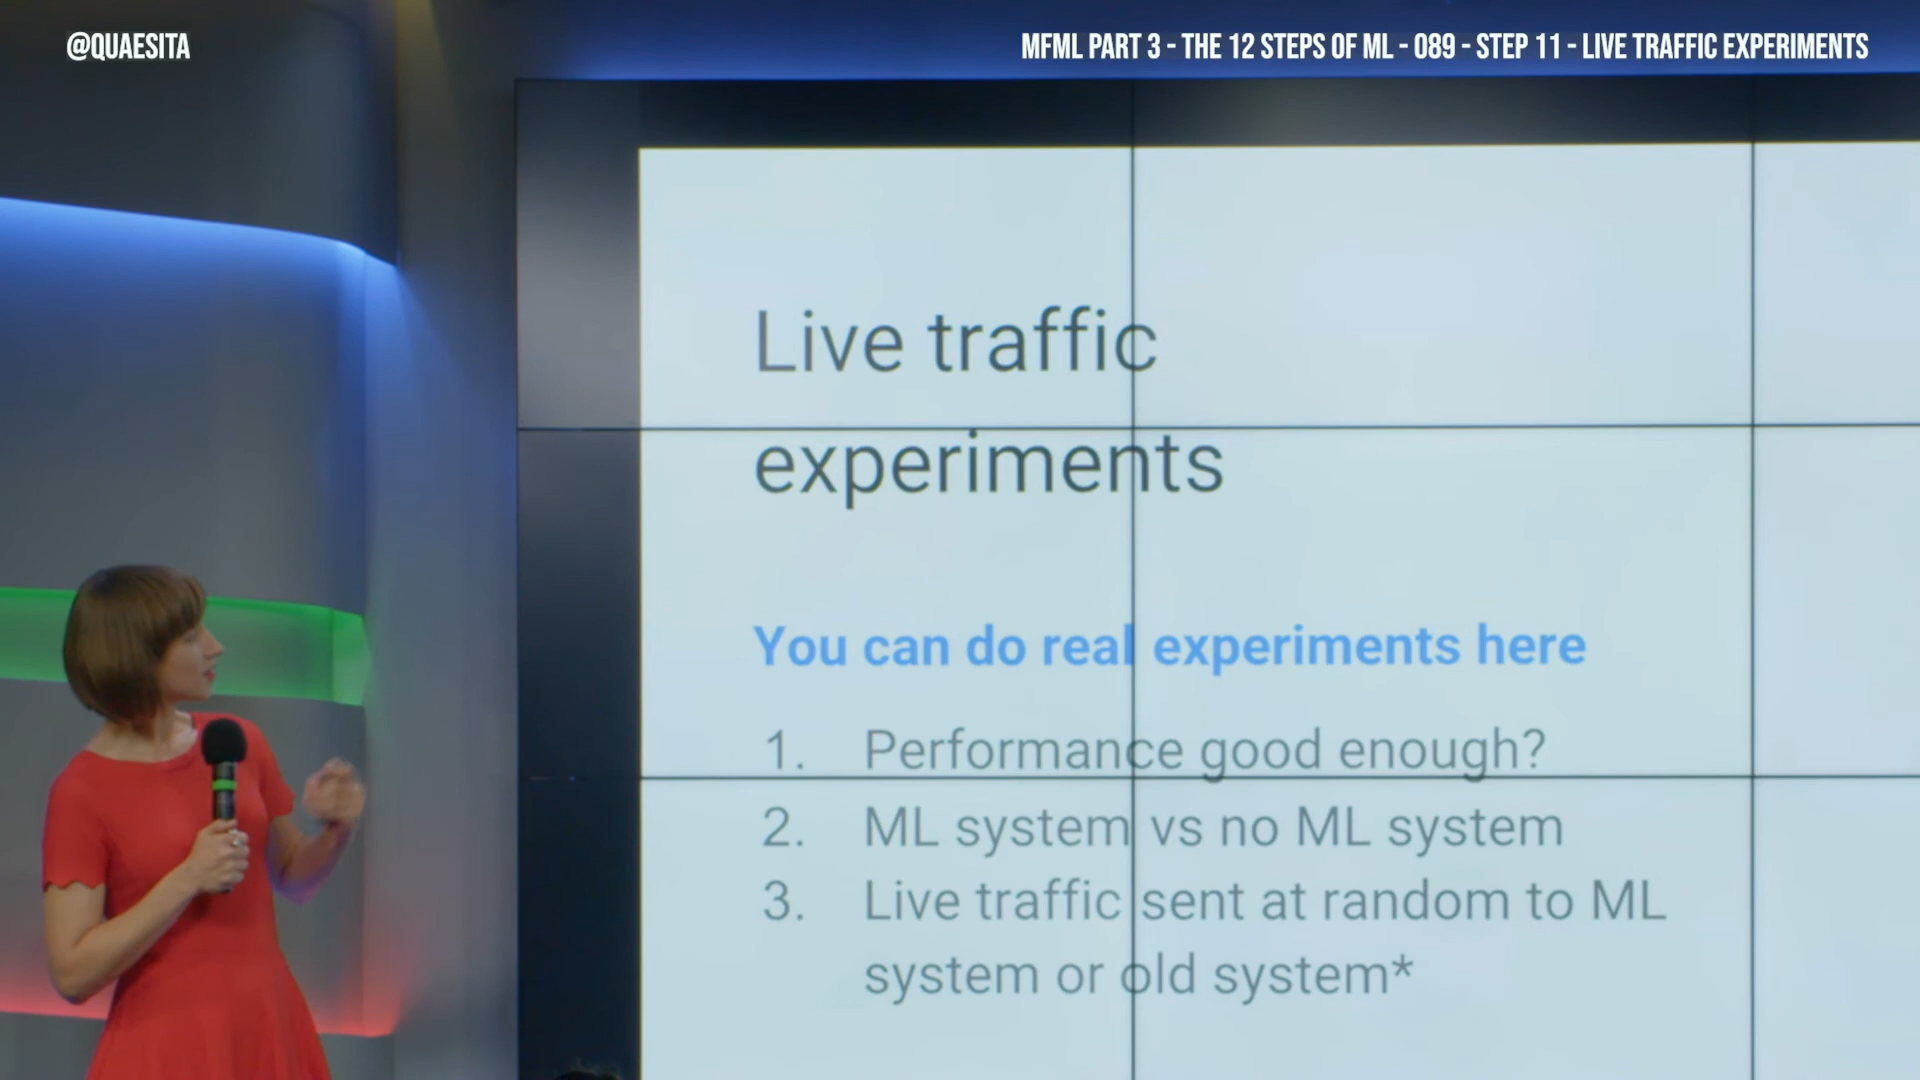 @QUAESITA
MFML PART 3 - THE 12 STEPS OF ML - 089 - STEP 11 - LIVE TRAFFIC EXPERIMENTS
Live traffic
experiments
You can do real experiments here
1. Performance good enough?
2. ML system vs no ML system
3. Live traffic sent at random to ML
system or old system*